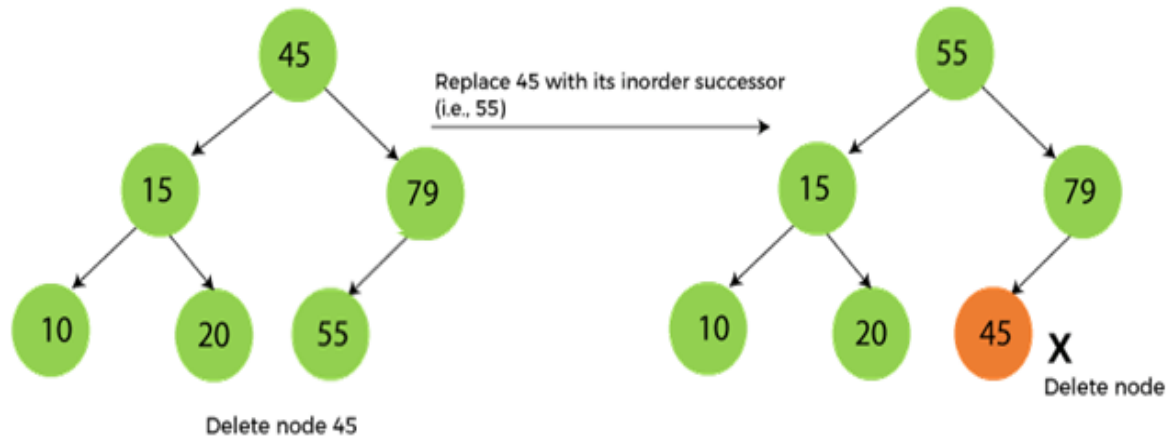 45
15
79
10
20
55
Delete node 45
Replace 45 with its inorder successor
(i.e., 55)
55
15
79
10
20
45
X
Delete node